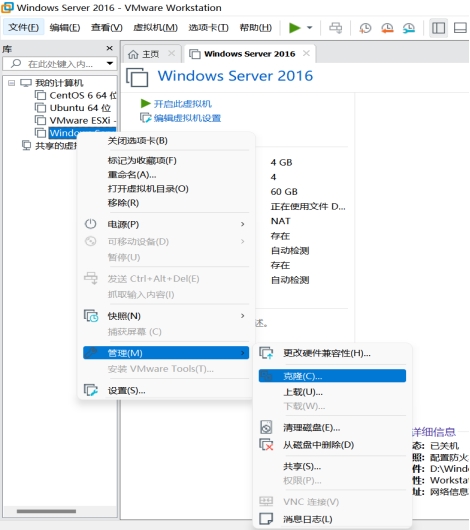 Windows Server 2016 - VMware Workstation
文件(F) 编辑(E) 查看(V) 虚拟机(M) 选项卡(T) 帮助(H)
库
在此处键入内...
主页 Windows Server 2016
我的计算机
CentOS 6 64 位
Ubuntu 64 位
VMware ESXi
Windows Server 2016
开启此虚拟机
编辑虚拟机设置
关闭选项卡(B)
标记为收藏项(F)
重命名(A)...
打开虚拟机目录(O)
移除(R)
电源(P)
可移动设备(D)
暂停(U)
发送 Ctrl+Alt+Del(E)
抓取输入内容(I)
快照(N)
捕获屏幕 (C)
管理(M)
安装 VMware Tools(T)...
设置(S)...
4 GB
4
60 GB
正在使用文件 D...
NAT
存在
自动检测
存在
自动检测
述。
更改硬件兼容性(H)...
克隆(C)...
上载(U)...
下载(W)...
清理磁盘(E)...
从磁盘中删除(D)
共享(S)...
权限(P)...
VNC 连接(V)
消息日志(L)
详细信息
态: 已关机
照: 配置防火
件: D:\Wind
性: Workstat
址: 网络信息